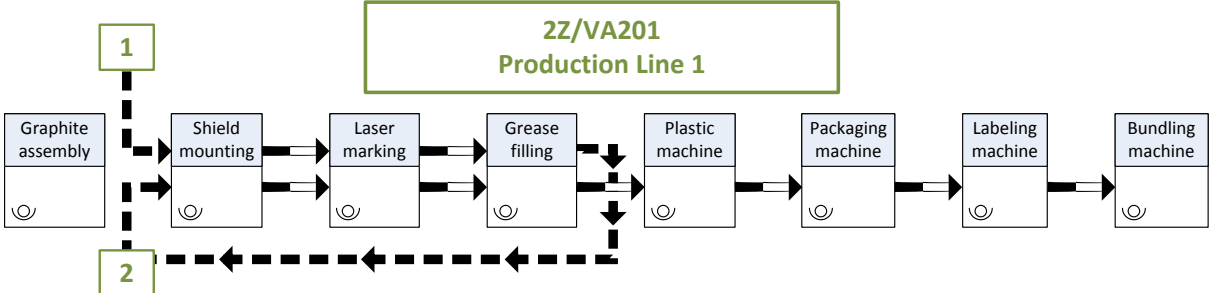 2Z/VA201
Production Line 1
1
Graphite
assembly
Shield
mounting
Laser
marking
Grease
filling
Plastic
machine
Packaging
machine
Labeling
machine
Bundling
machine
2